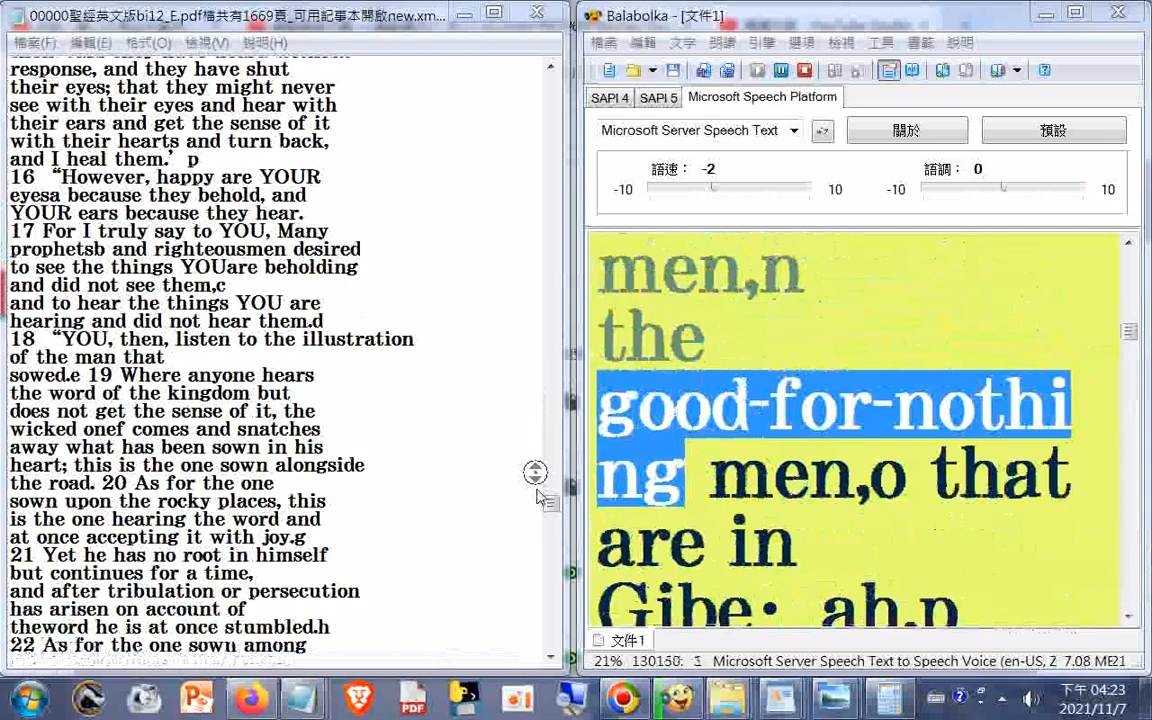 00000聖經英文版bi12_E.pdf檔共有1669頁_可用記事本開啟new.xm...
檔案(F) 編輯(E) 格式(O) 檢視(V) 說明(H)
response, and they have shut
their eyes; that they might never
see with their eyes and hear with
their ears and get the sense of it
with their hearts and turn back,
and I heal them.’ p
16 “However, happy are YOUR
eyesa because they behold, and
YOUR ears because they hear.
17 For I truly say to YOU, Many
prophetsb and righteousmen desired
to see the things YOUare beholding
and did not see them,c
and to hear the things YOU are
hearing and did not hear them.d
18 “YOU, then, listen to the illustration
of the man that
sowed.e 19 Where anyone hears
the word of the kingdom but
does not get the sense of it, the
wicked onef comes and snatches
away what has been sown in his
heart; this is the one sown alongside
the road. 20 As for the one
sown upon the rocky places, this
is the one hearing the word and
at once accepting it with joy.g
21 Yet he has no root in himself
but continues for a time,
and after tribulation or persecution
has arisen on account of
theword he is at once stumbled.h
22 As for the one sown among
Balabolka - [文件1]
檔案 編輯 文字 朗讀 引擎 選項 檢視 工具 書籤 說明
SAPI 4 SAPI 5 Microsoft Speech Platform
Microsoft Server Speech Text 關於 預設
語速： -2 語調： 0
-10 10 -10 10
men,n
the
good-for-nothi
ng men,o that
are in
Gibe· ah,p
文件1
21% 130150: 1 Microsoft Server Speech Text to Speech Voice (en-US, Z 7.08 ME21
PDF
下午 04:23
2021/11/7